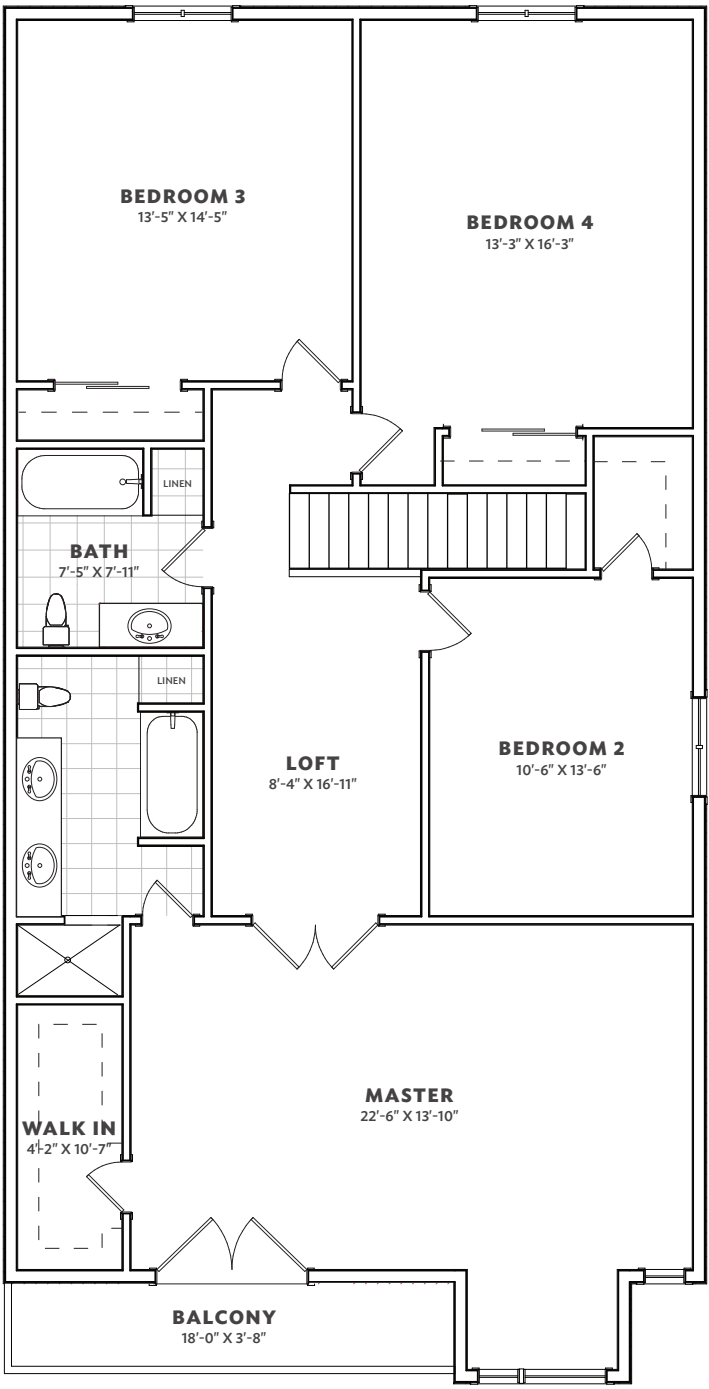 BEDROOM 3
13'-5" X 14'-5"
BEDROOM 4
13'-3" X 16'-3"
LINEN
BATH
7'-5" X 7'-11"
LINEN
LOFT
8'-4" X 16'-11"
BEDROOM 2
10'-6" X 13'-6"
MASTER
22'-6" X 13'-10"
WALK IN
4'-2" X 10'-7"
BALCONY
18'-0" X 3'-8"